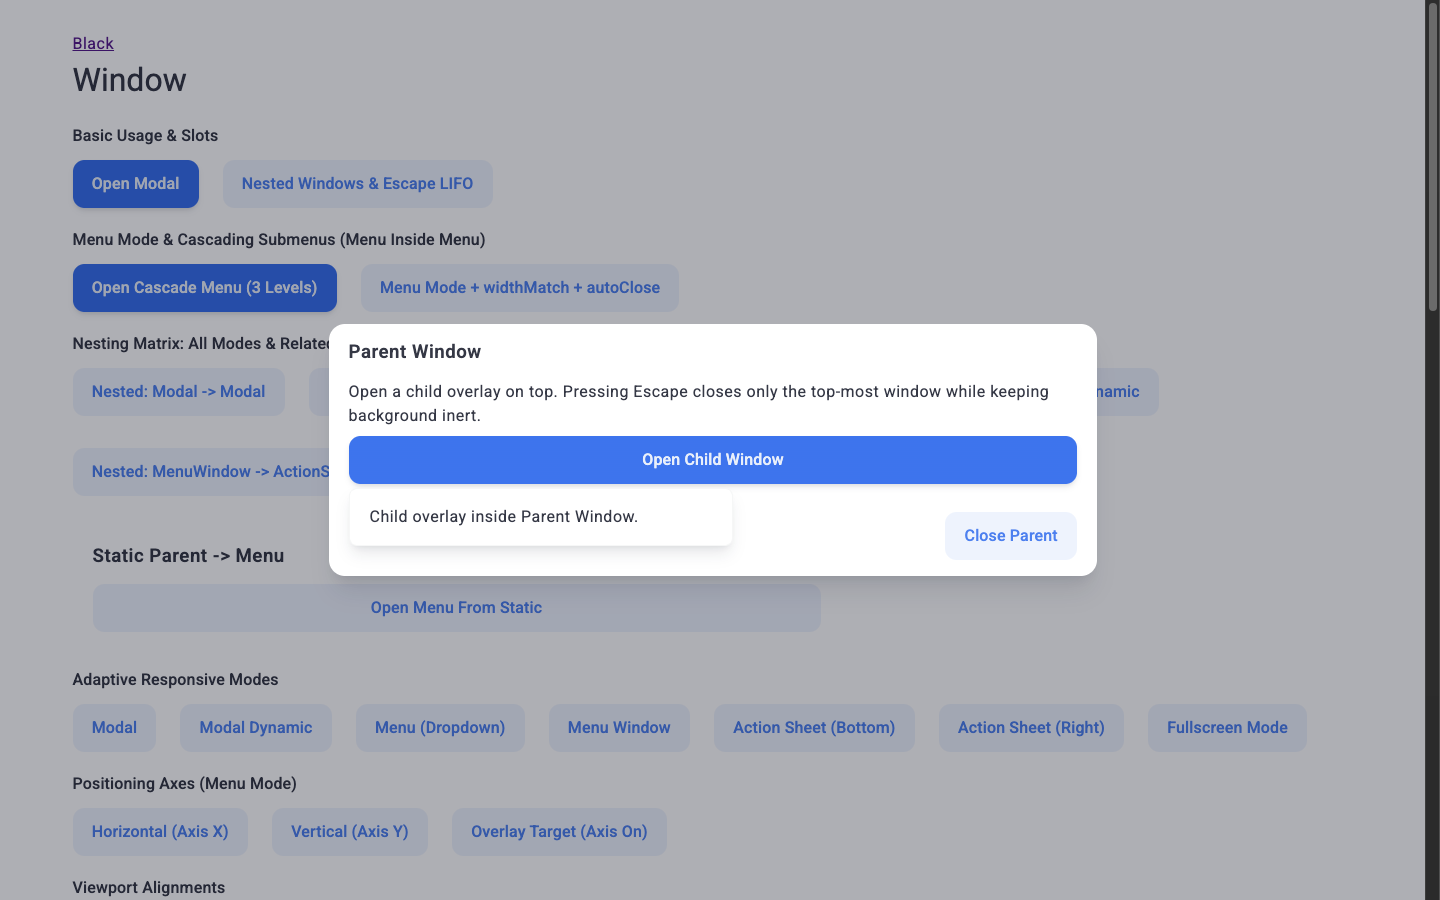 Black
Window
Basic Usage & Slots
Open Modal
Nested Windows & Escape LIFO
Menu Mode & Cascading Submenus (Menu Inside Menu)
Open Cascade Menu (3 Levels)
Menu Mode + widthMatch + autoClose
Nesting Matrix: All Modes & Related
Nested: Modal -> Modal
Nested: MenuWindow -> ActionS
Parent Window
Open a child overlay on top. Pressing Escape closes only the top-most window while keeping
background inert.
Open Child Window
Child overlay inside Parent Window.
Close Parent
Static Parent -> Menu
Open Menu From Static
Adaptive Responsive Modes
Modal
Modal Dynamic
Menu (Dropdown)
Menu Window
Action Sheet (Bottom)
Action Sheet (Right)
Fullscreen Mode
Positioning Axes (Menu Mode)
Horizontal (Axis X)
Vertical (Axis Y)
Overlay Target (Axis On)
Viewport Alignments